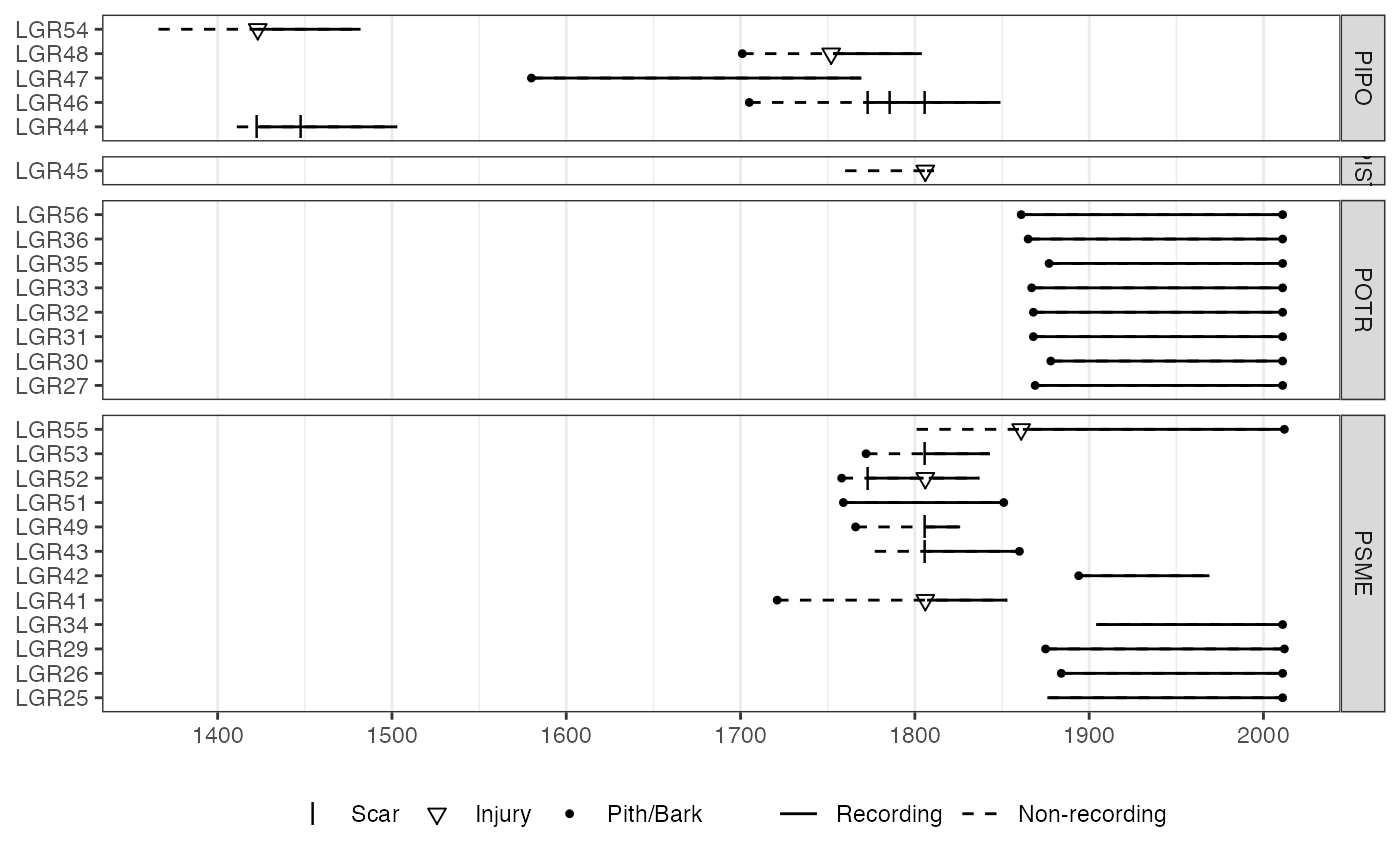 LGR54
LGR48
LGR47
LGR46
LGR44
PIPO
LGR45
LGR56
LGR36
LGR35
LGR33
LGR32
LGR31
LGR30
LGR27
POTR
LGR55
LGR53
LGR52
LGR51
LGR49
LGR43
LGR42
LGR41
LGR34
LGR29
LGR26
LGR25
PSME
1400 1500 1600 1700 1800 1900 2000
Scar Injury Pith/Bark Recording Non-recording